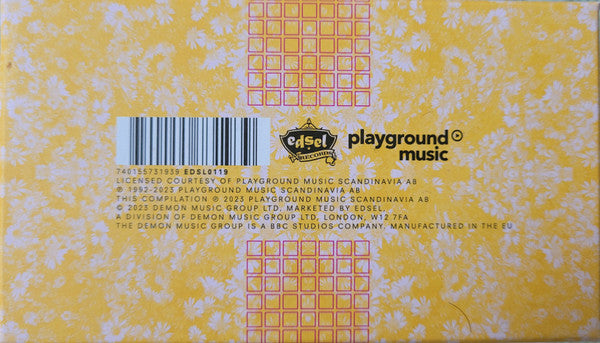 edsel
RECORDS
playground
music
740155731939 EDSL0119
LICENSED COURTESY OF PLAYGROUND MUSIC SCANDINAVIA AB
℗ 1992-2023 PLAYGROUND MUSIC SCANDINAVIA AB
THIS COMPILATION ℗ 2023 PLAYGROUND MUSIC SCANDINAVIA AB
© 2023 DEMON MUSIC GROUP LTD. MARKETED BY EDSEL.
A DIVISION OF DEMON MUSIC GROUP LTD, LONDON, W12 7FA
THE DEMON MUSIC GROUP IS A BBC STUDIOS COMPANY. MANUFACTURED IN THE EU